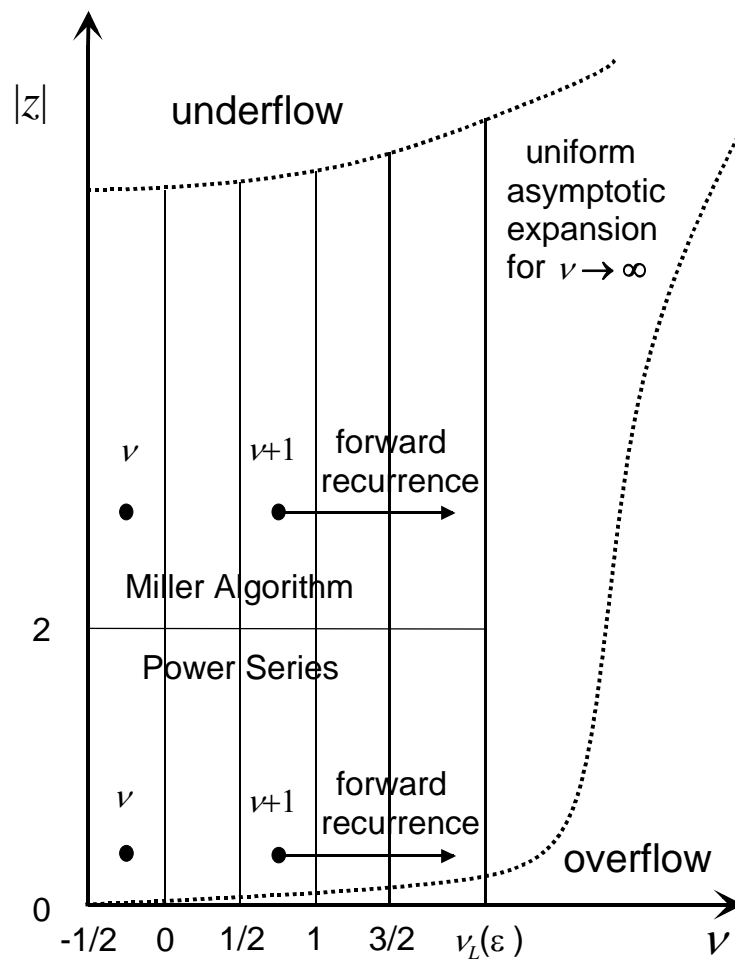 |z|
underflow
uniform
asymptotic
expansion
for ν → ∞
ν
ν+1
forward
recurrence
Miller Algorithm
2
Power Series
ν
ν+1
forward
recurrence
overflow
0
-1/2 0 1/2 1 3/2 ν_L(ε ) ν